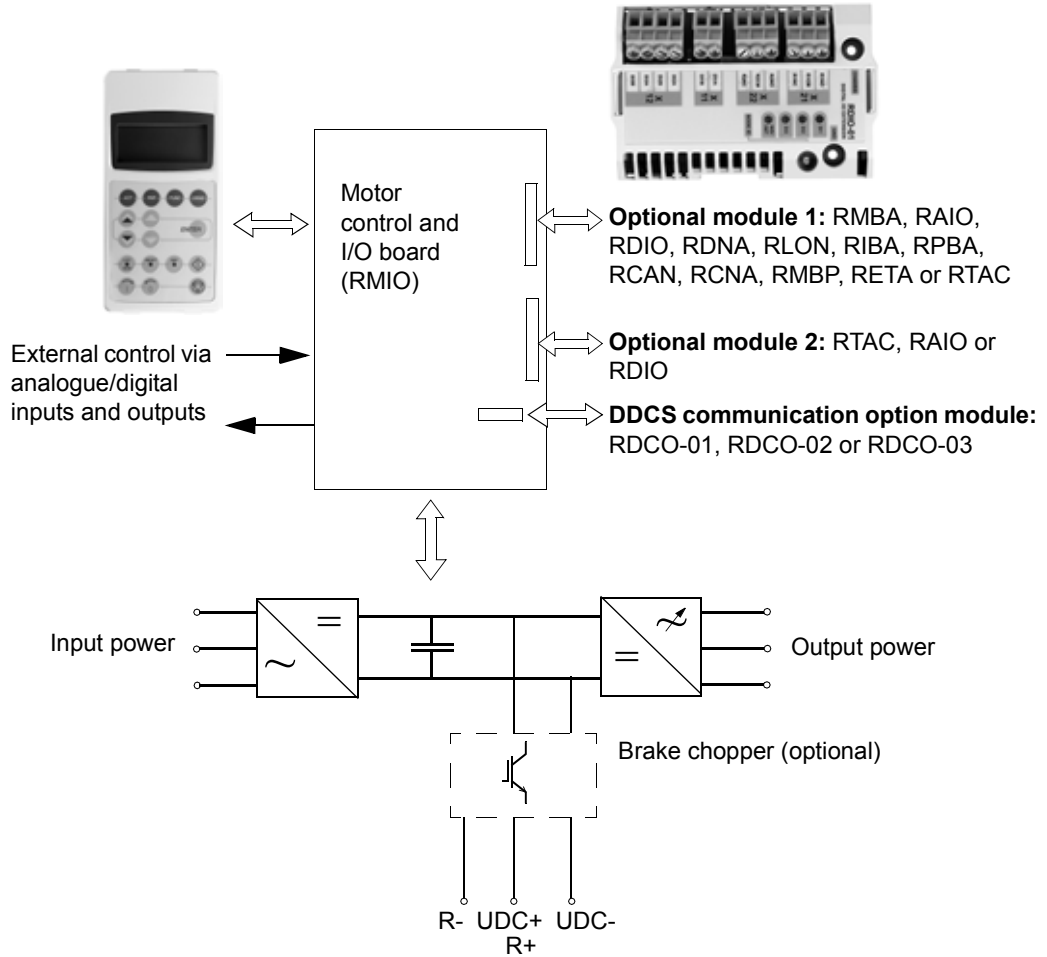 RDIO-01
Motor
control and
I/O board
(RMIO)
Optional module 1: RMBA, RAIO,
RDIO, RDNA, RLON, RIBA, RPBA,
RCAN, RCNA, RMBP, RETA or RTAC
External control via
analogue/digital
inputs and outputs
Optional module 2: RTAC, RAIO or
RDIO
DDCS communication option module:
RDCO-01, RDCO-02 or RDCO-03
Input power
Output power
Brake chopper (optional)
R- UDC+ UDC-
R+